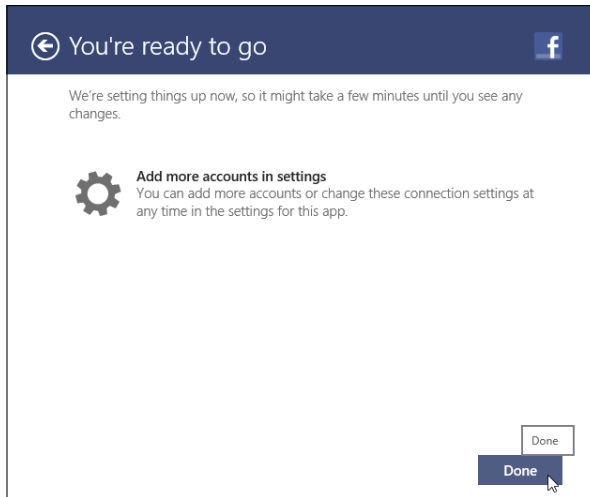 You're ready to go
f
We're setting things up now, so it might take a few minutes until you see any
changes.
Add more accounts in settings
You can add more accounts or change these connection settings at
any time in the settings for this app.
Done
Done